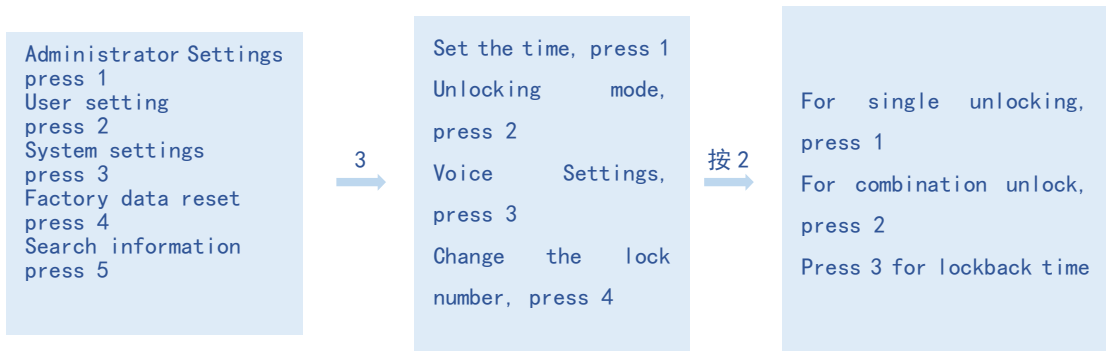 Administrator Settings
press 1
User setting
press 2
System settings
press 3
Factory data reset
press 4
Search information
press 5
3
Set the time, press 1
Unlocking mode,
press 2
Voice Settings,
press 3
Change the lock
number, press 4
按 2
For single unlocking,
press 1
For combination unlock,
press 2
Press 3 for lockback time